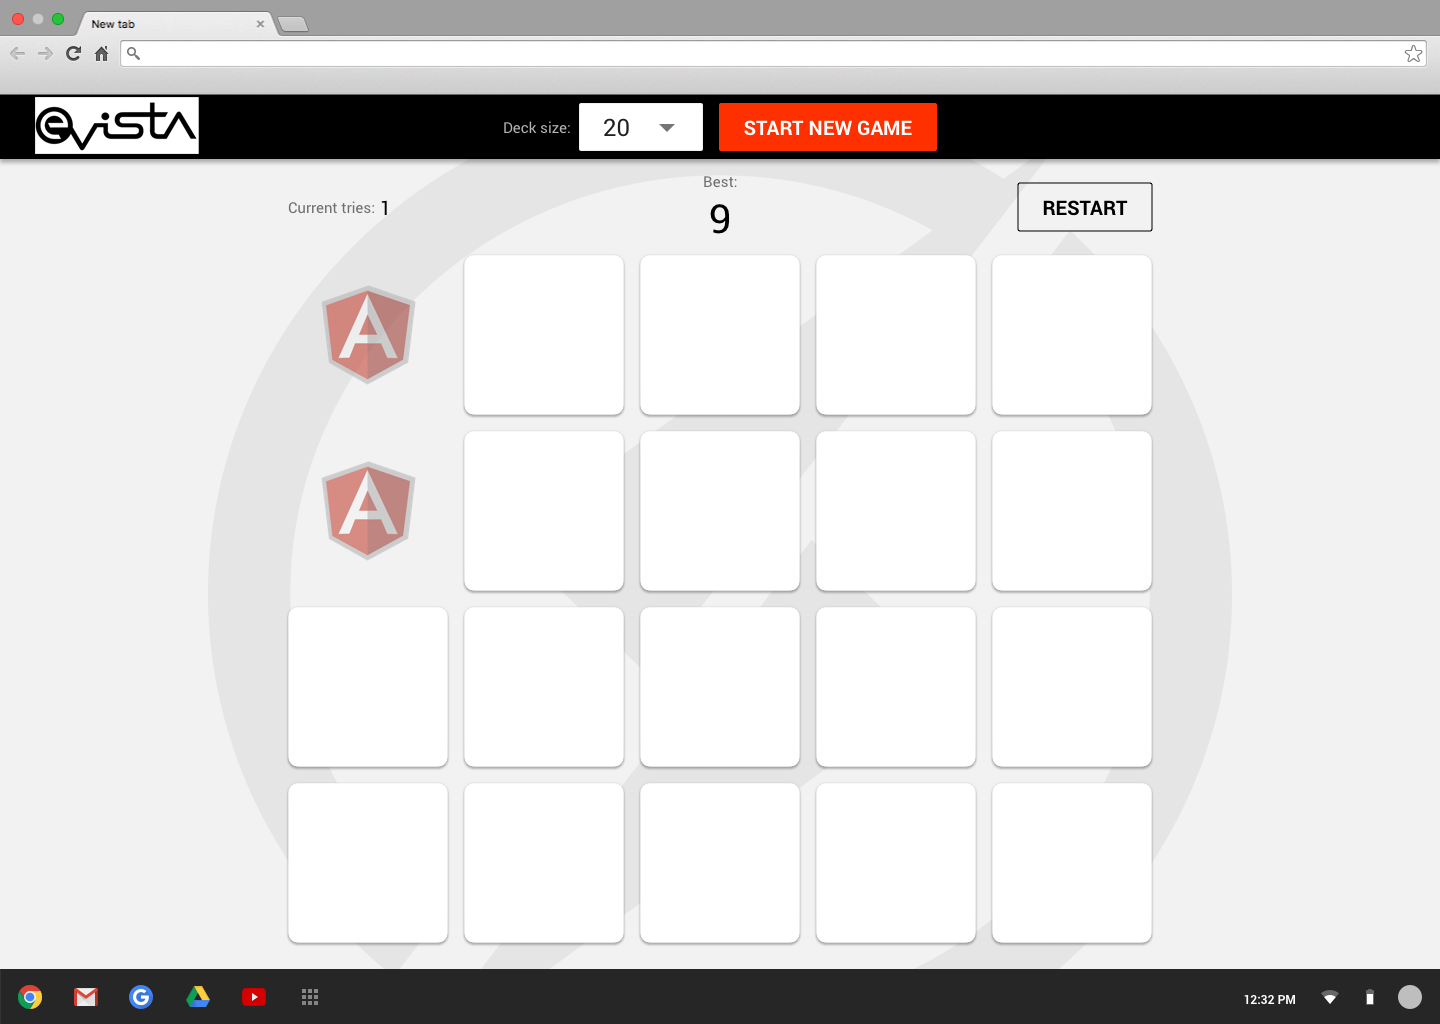 New tab
evista
Deck size: 20 START NEW GAME
Best:
Current tries: 1
9
RESTART
A
A
12:32 PM